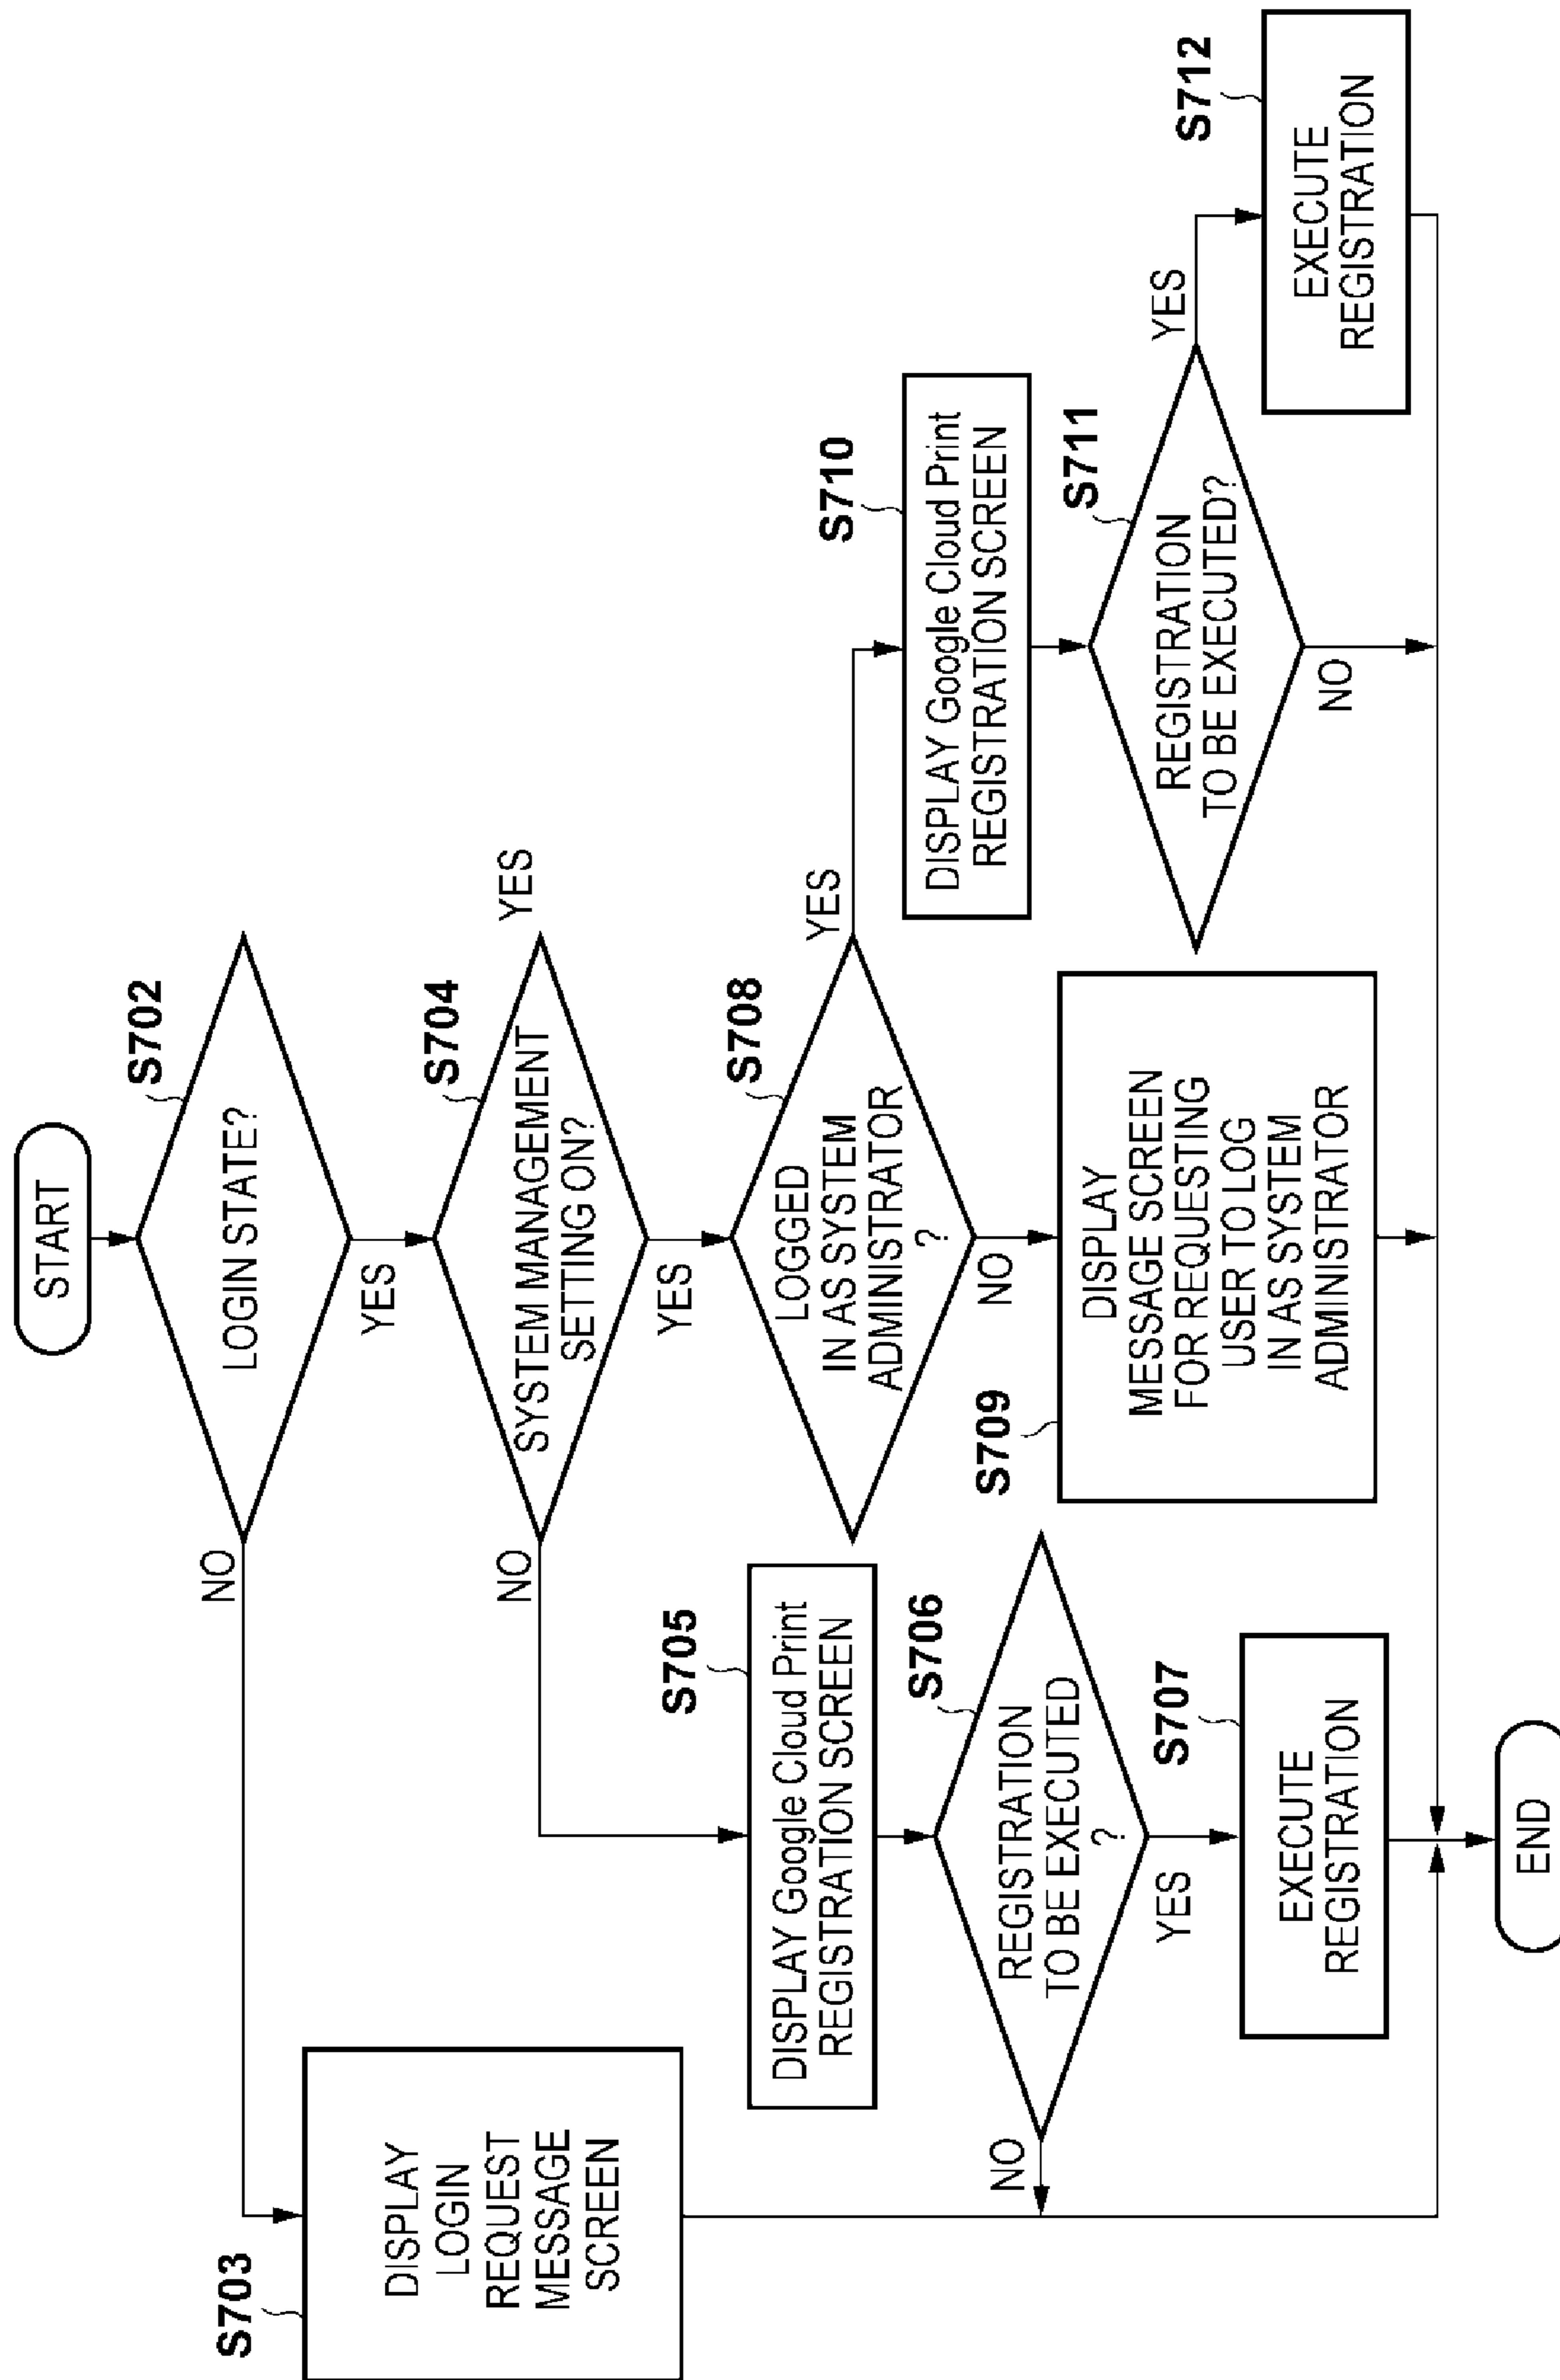 START
S702
LOGIN STATE?
NO
YES
S703
DISPLAY
LOGIN
REQUEST
MESSAGE
SCREEN
S704
SYSTEM MANAGEMENT
SETTING ON?
YES
NO
YES
S705
DISPLAY Google Cloud Print
REGISTRATION SCREEN
S706
REGISTRATION
TO BE EXECUTED
?
NO
YES
S707
EXECUTE
REGISTRATION
S708
LOGGED
IN AS SYSTEM
ADMINISTRATOR
?
YES
NO
S709
DISPLAY
MESSAGE SCREEN
FOR REQUESTING
USER TO LOG
IN AS SYSTEM
ADMINISTRATOR
S710
DISPLAY Google Cloud Print
REGISTRATION SCREEN
S711
REGISTRATION
TO BE EXECUTED?
YES
NO
S712
EXECUTE
REGISTRATION
END